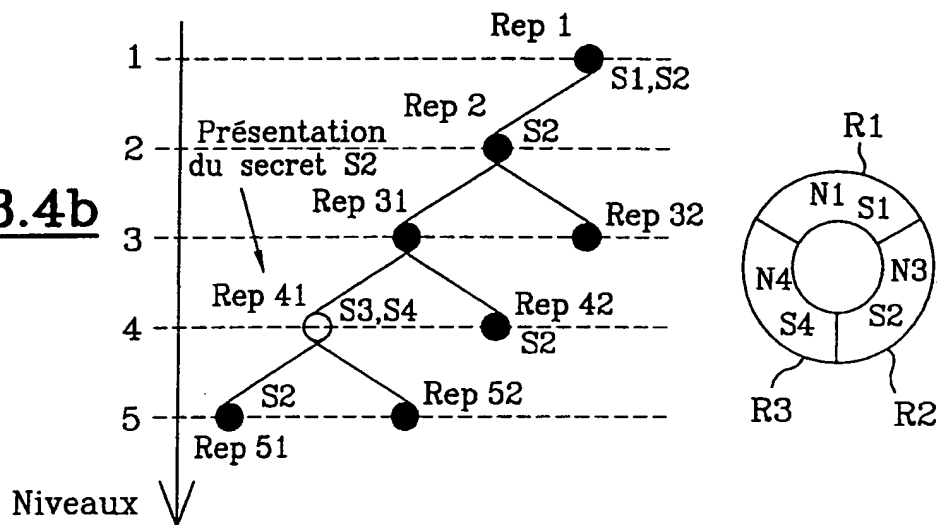 Rep 1
1
S1,S2
Rep 2
S2
R1
Présentation
2
du secret S2
N1
S1
.4b
Rep 31
Rep 32
3
N4
N3
Rep 41
S3,S4
Rep 42
S4
S2
4
S2
S2
Rep 52
R3
R2
5
Rep 51
Niveaux